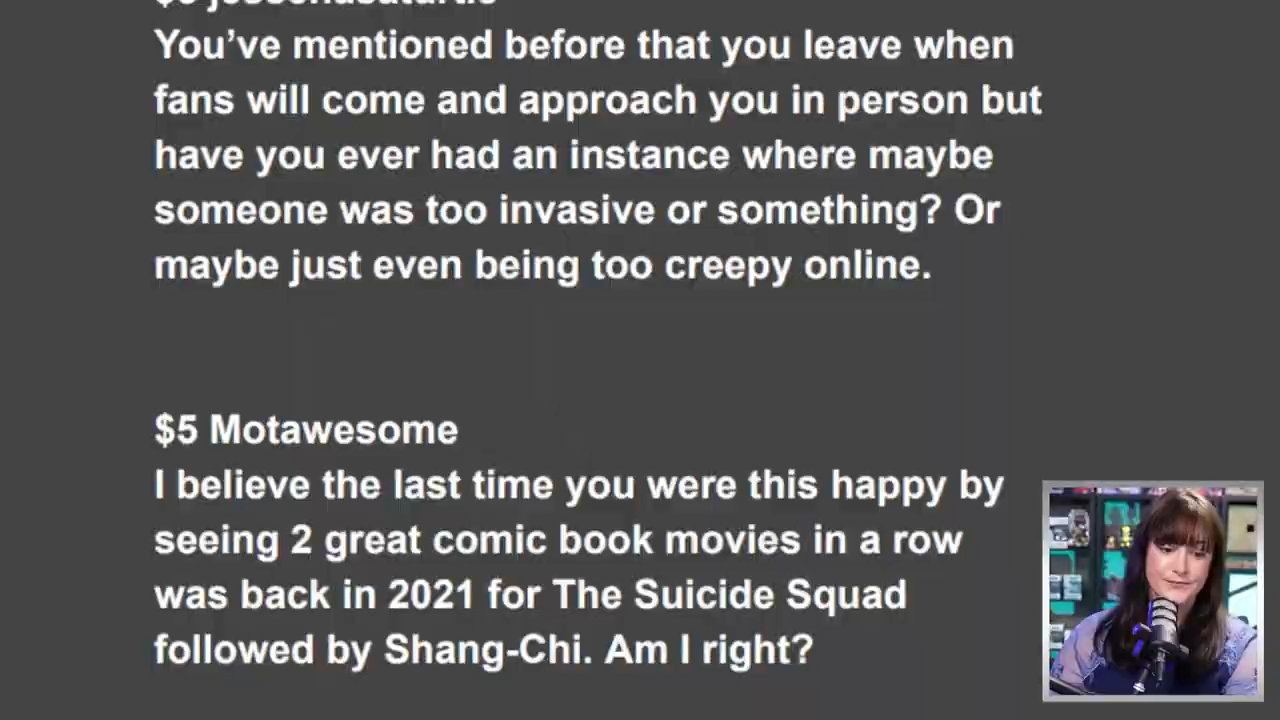 You’ve mentioned before that you leave when
fans will come and approach you in person but
have you ever had an instance where maybe
someone was too invasive or something? Or
maybe just even being too creepy online.
$5 Motawesome
I believe the last time you were this happy by
seeing 2 great comic book movies in a row
was back in 2021 for The Suicide Squad
followed by Shang-Chi. Am I right?